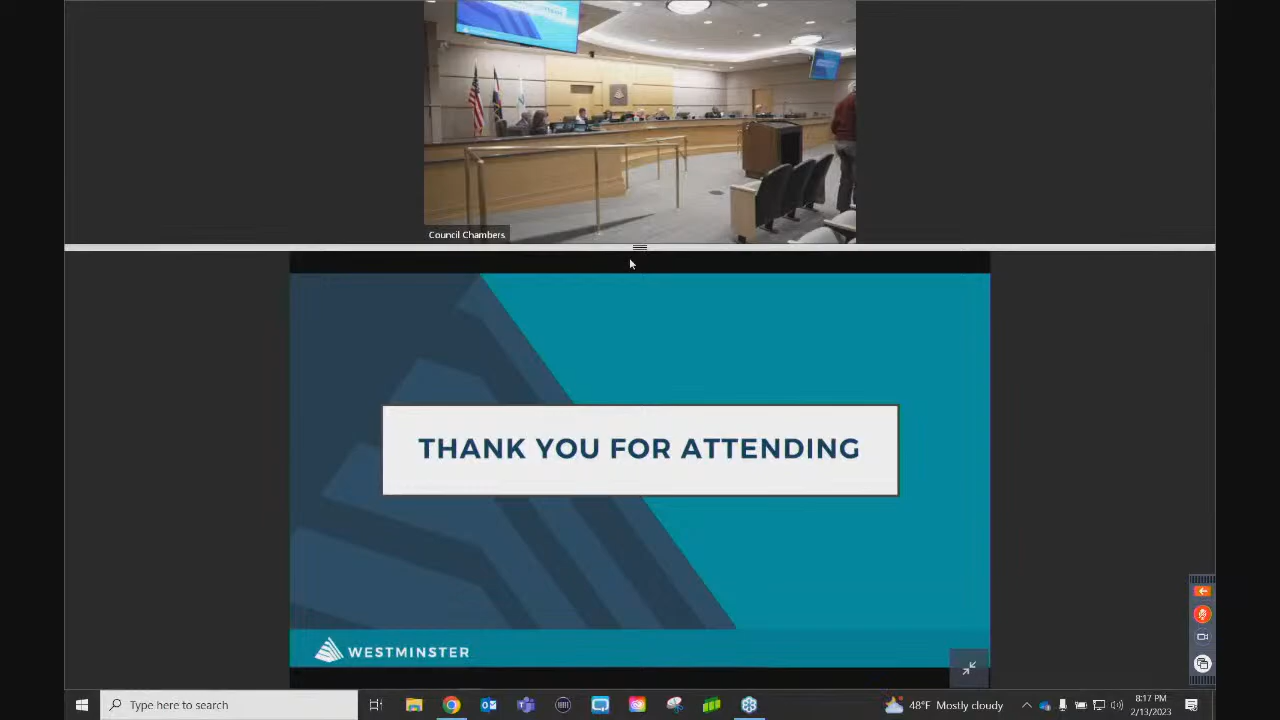 Council Chambers
THANK YOU FOR ATTENDING
WESTMINSTER
Type here to search
48°F Mostly cloudy
8:17 PM
2/13/2023